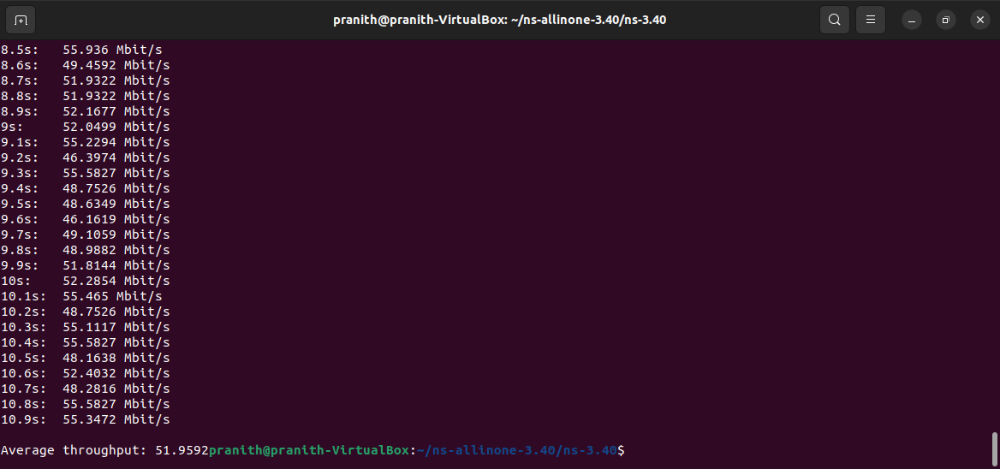 pranith@pranith-VirtualBox: ~/ns-allinone-3.40/ns-3.40
8.5s:   55.936 Mbit/s
8.6s:   49.4592 Mbit/s
8.7s:   51.9322 Mbit/s
8.8s:   51.9322 Mbit/s
8.9s:   52.1677 Mbit/s
9s:     52.0499 Mbit/s
9.1s:   55.2294 Mbit/s
9.2s:   46.3974 Mbit/s
9.3s:   55.5827 Mbit/s
9.4s:   48.7526 Mbit/s
9.5s:   48.6349 Mbit/s
9.6s:   46.1619 Mbit/s
9.7s:   49.1059 Mbit/s
9.8s:   48.9882 Mbit/s
9.9s:   51.8144 Mbit/s
10s:    52.2854 Mbit/s
10.1s:  55.465 Mbit/s
10.2s:  48.7526 Mbit/s
10.3s:  55.1117 Mbit/s
10.4s:  55.5827 Mbit/s
10.5s:  48.1638 Mbit/s
10.6s:  52.4032 Mbit/s
10.7s:  48.2816 Mbit/s
10.8s:  55.5827 Mbit/s
10.9s:  55.3472 Mbit/s
Average throughput: 51.9592pranith@pranith-VirtualBox:~/ns-allinone-3.40/ns-3.40$